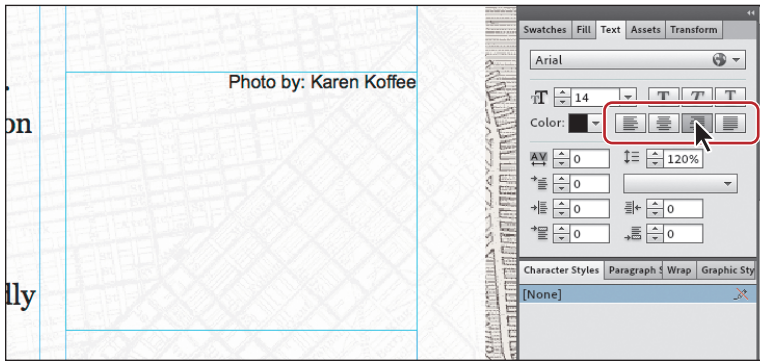 Swatches Fill Text Assets Transform
Arial
14
Color:
0 120%
0
0 0
0 0
Character Styles Paragraph Wrap Graphic Sty
[None]
Photo by: Karen Koffee
on
lly